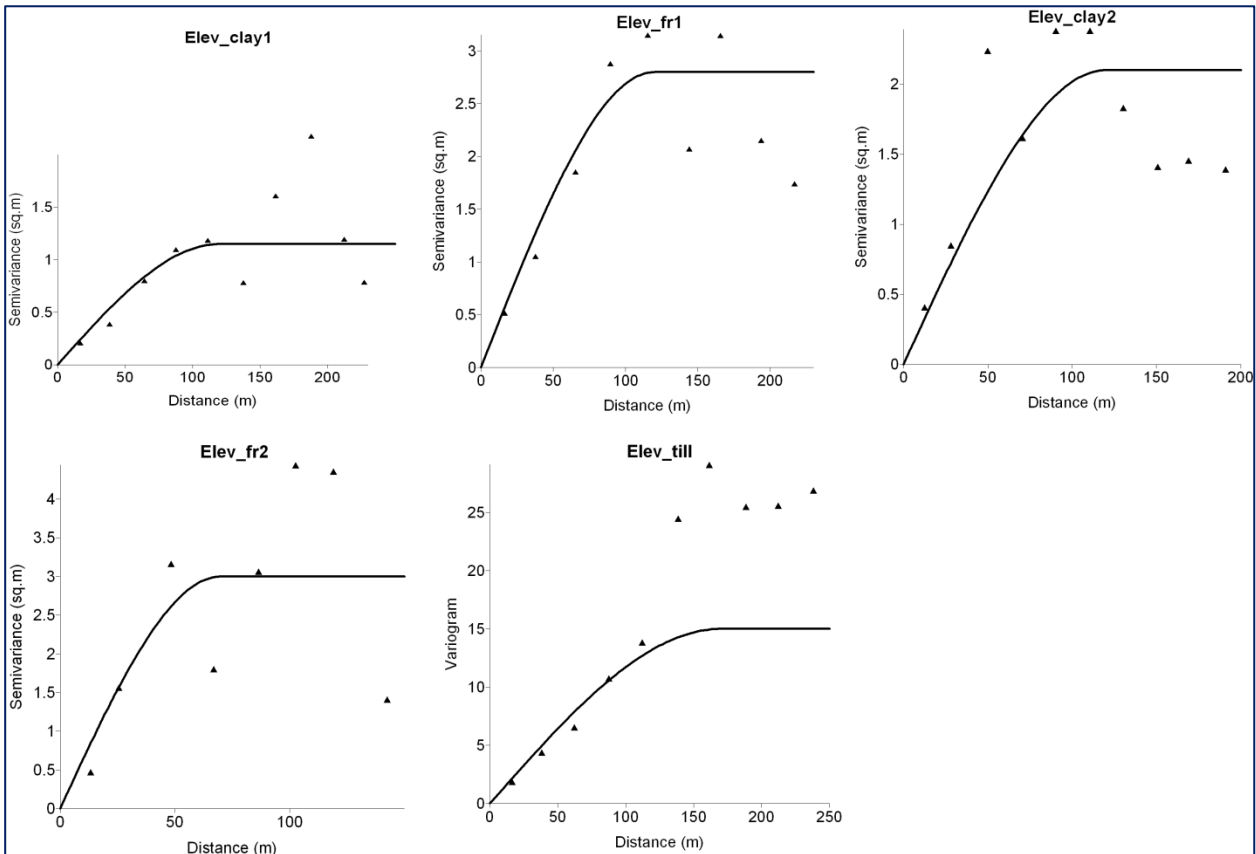 Elev_clay1
Semivariance (sq.m)
1.5
1
0.5
0
0 50 100 150 200
Distance (m)
Elev_fr1
Semivariance (sq.m)
3
2.5
2
1.5
1
0.5
0
0 50 100 150 200
Distance (m)
Elev_clay2
Semivariance (sq.m)
2
1.5
1
0.5
0
0 50 100 150 200
Distance (m)
Elev_fr2
Semivariance (sq.m)
4
3.5
3
2.5
2
1.5
1
0.5
0
0 50 100
Distance (m)
Elev_till
Variogram
25
20
15
10
5
0
0 50 100 150 200 250
Distance (m)